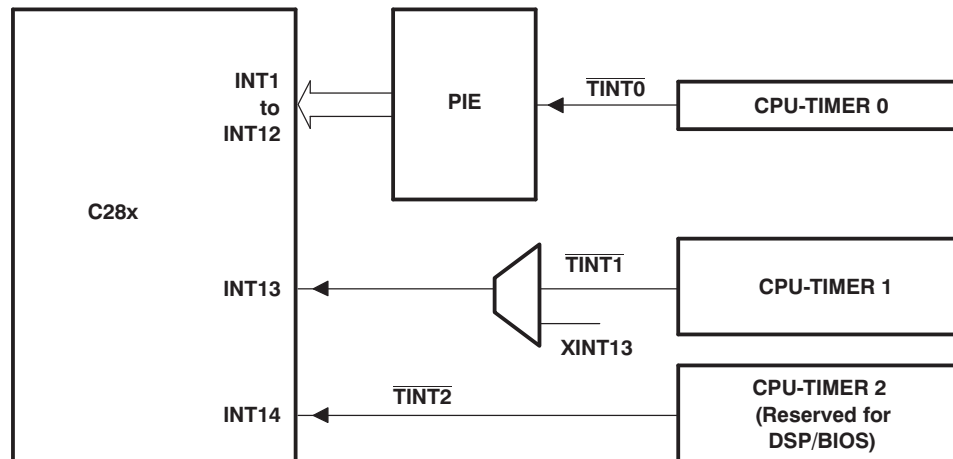 INT1
to
INT12
PIE
TINT0
CPU-TIMER 0
C28x
INT13
TINT1
CPU-TIMER 1
XINT13
INT14
TINT2
CPU-TIMER 2
(Reserved for
DSP/BIOS)